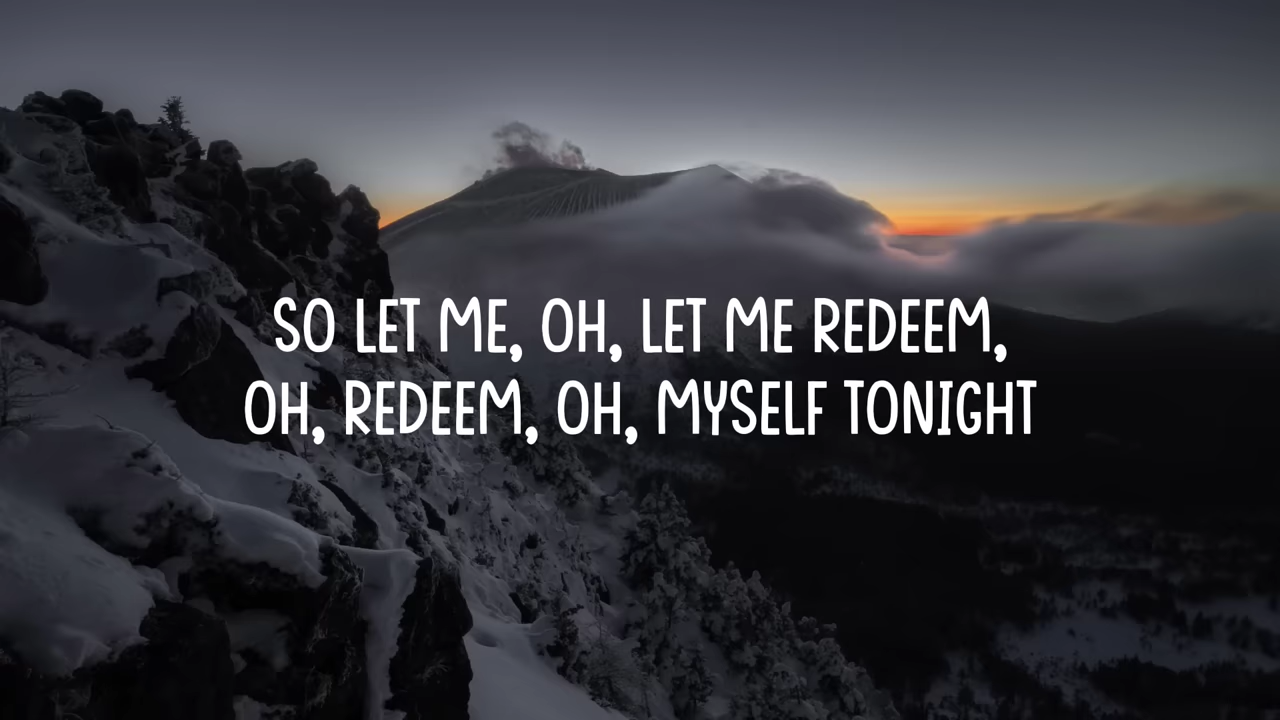 SO LET ME, OH, LET ME REDEEM,
OH, REDEEM, OH, MYSELF TONIGHT